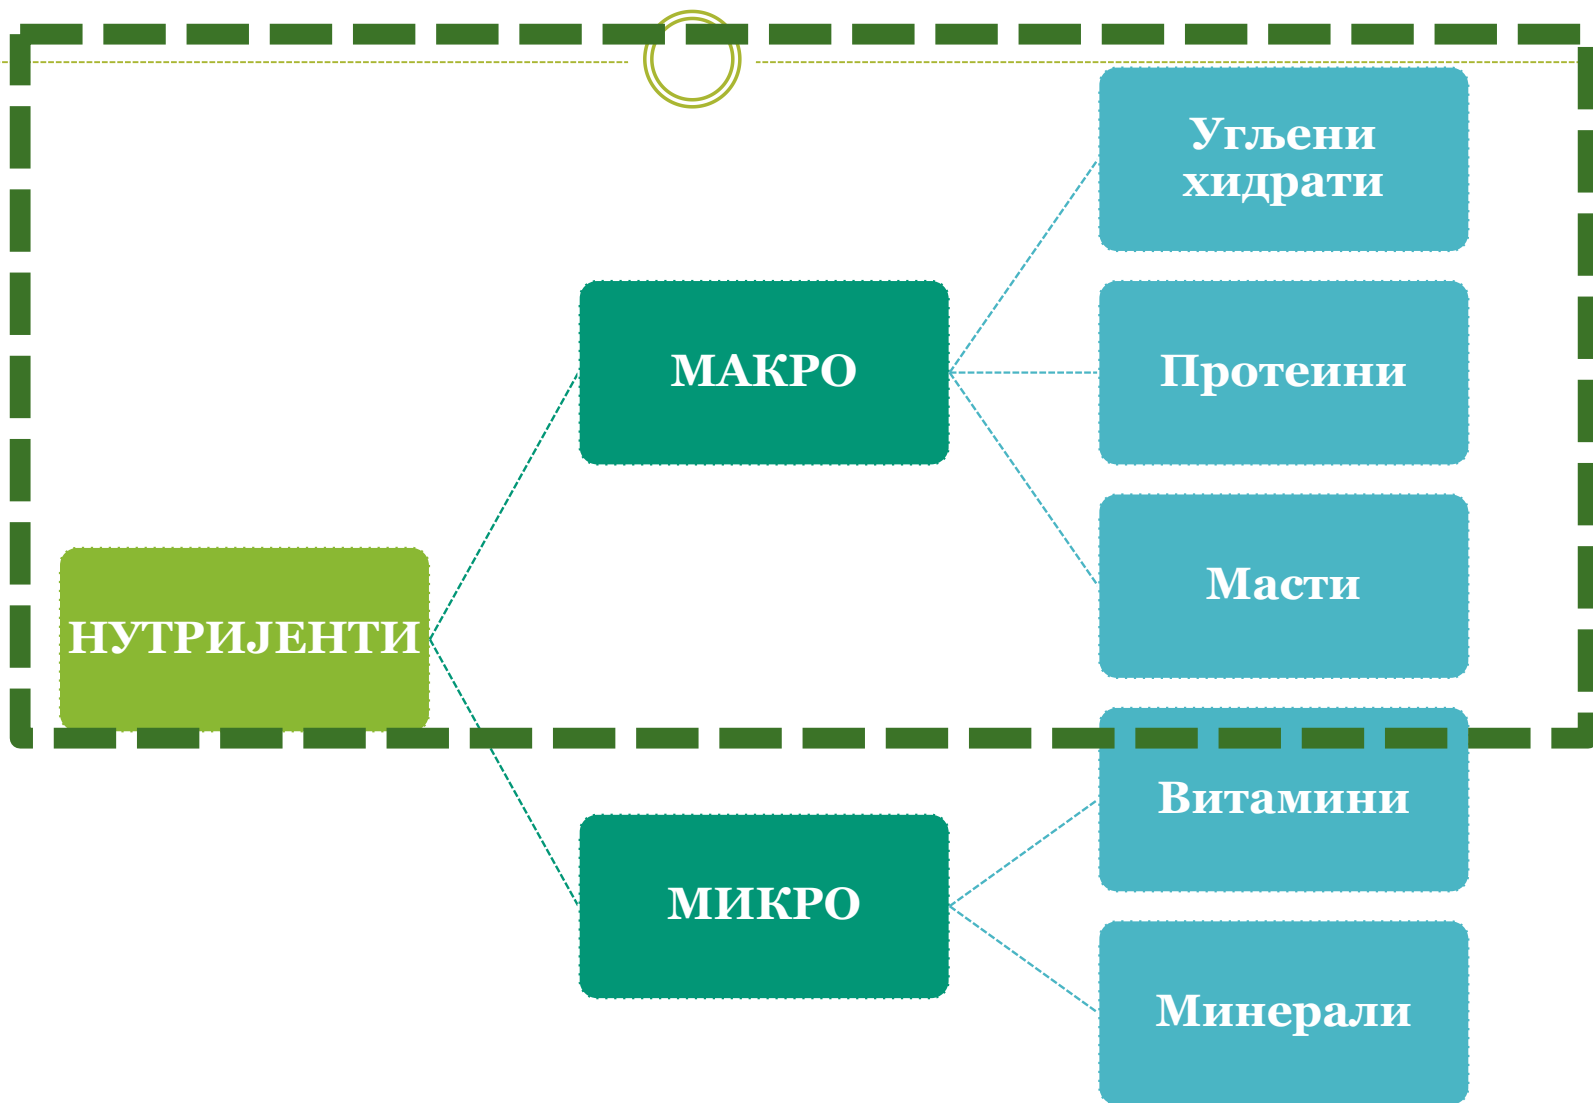 Угљени
хидрати
МАКРО
Протеини
Масти
НУТРИЈЕНТИ
Витамини
МИКРО
Минерали